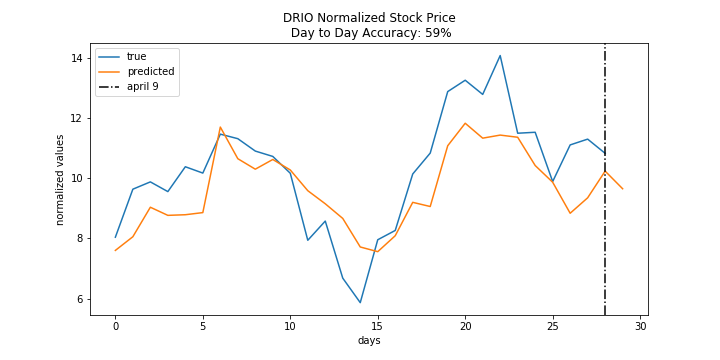 DRIO Normalized Stock Price
Day to Day Accuracy: 59%
true
predicted
april 9
normalized values
14
12
10
8
6
0
5
10
15
20
25
30
days